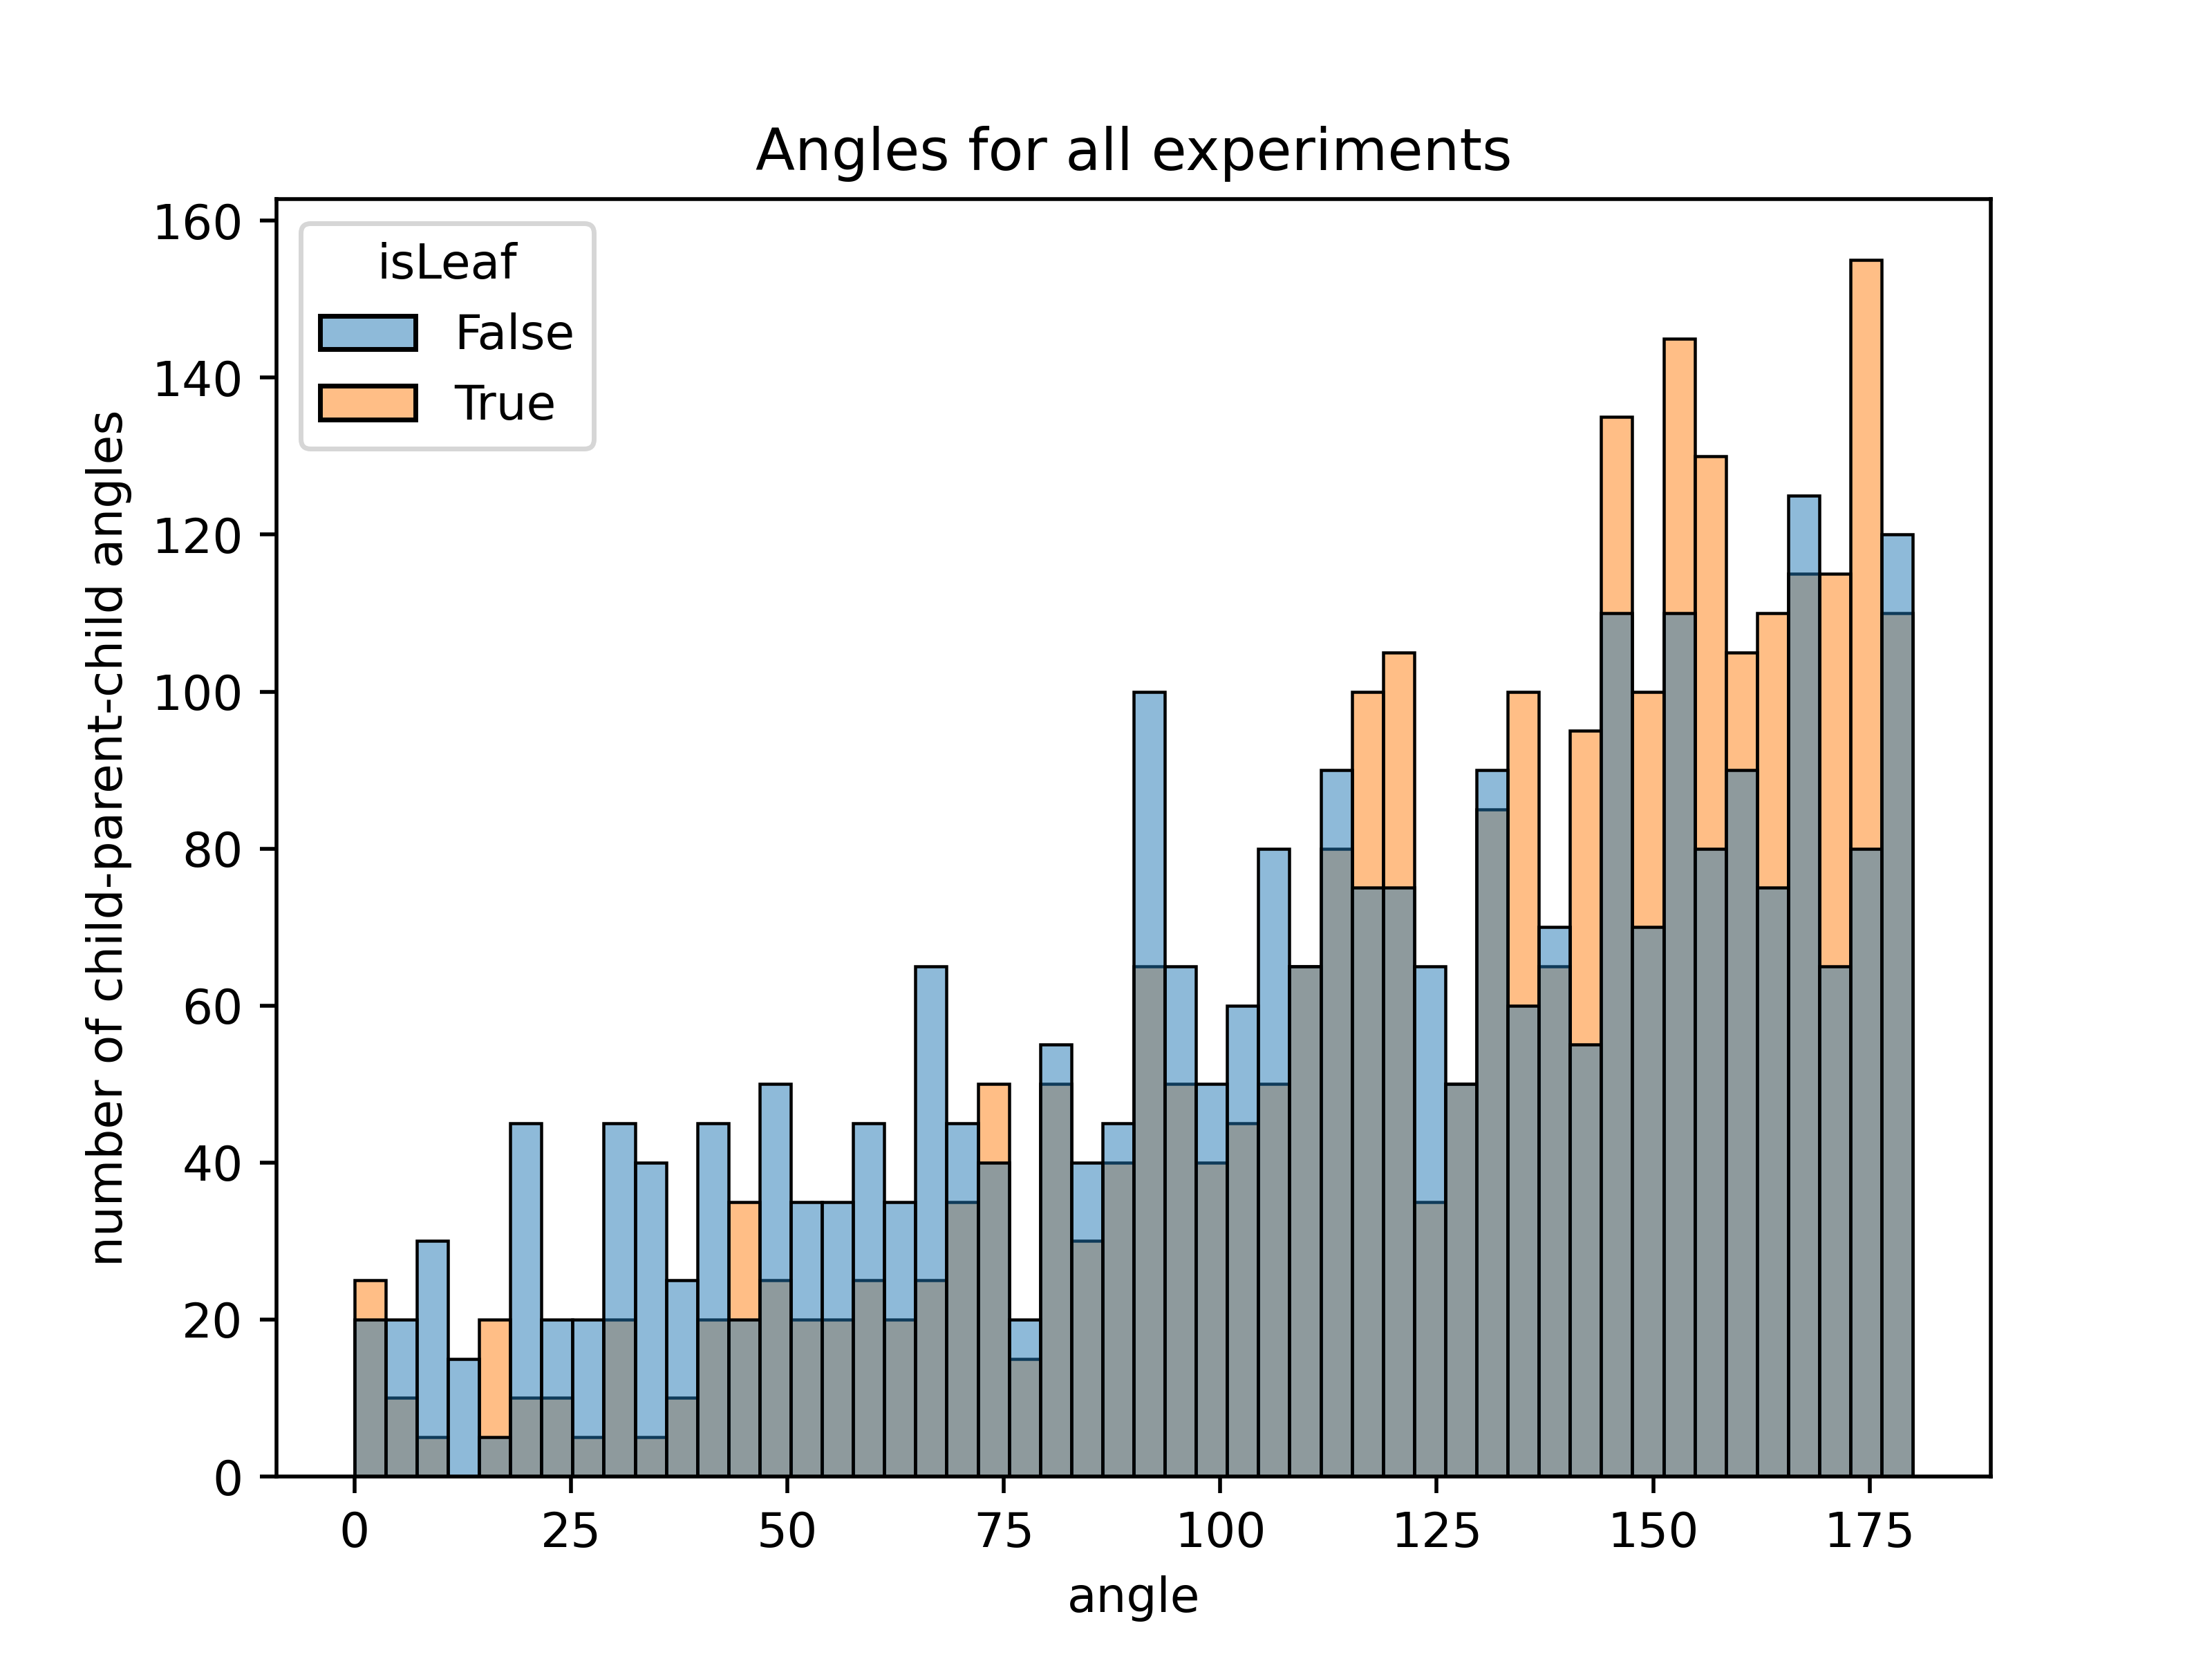 Angles for all experiments
isLeaf
False
True
number of child-parent-child angles
160
140
120
100
80
60
40
20
0
0 25 50 75 100 125 150 175
angle